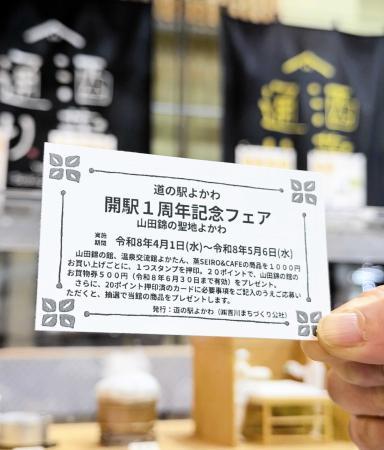 酒蔵
通り
酒蔵
通り
道の駅よかわ
開駅1周年記念フェア
山田錦の聖地よかわ
実施期間 令和8年4月1日(水)～令和8年5月6日(水)
山田錦の館、温泉交流館よかたん、蒸SEIRO&CAFEの商品を1000円
お買い上げごとに、1つスタンプを押印。20ポイントで、山田錦の館の
お買物券500円（令和8年6月30日まで有効）をプレゼント。
さらに、20ポイント押印済のカードに必要事項をご記入のうえご応募い
ただくと、抽選で当館の商品をプレゼントします。
発行：道の駅よかわ（㈱吉川まちづくり公社）